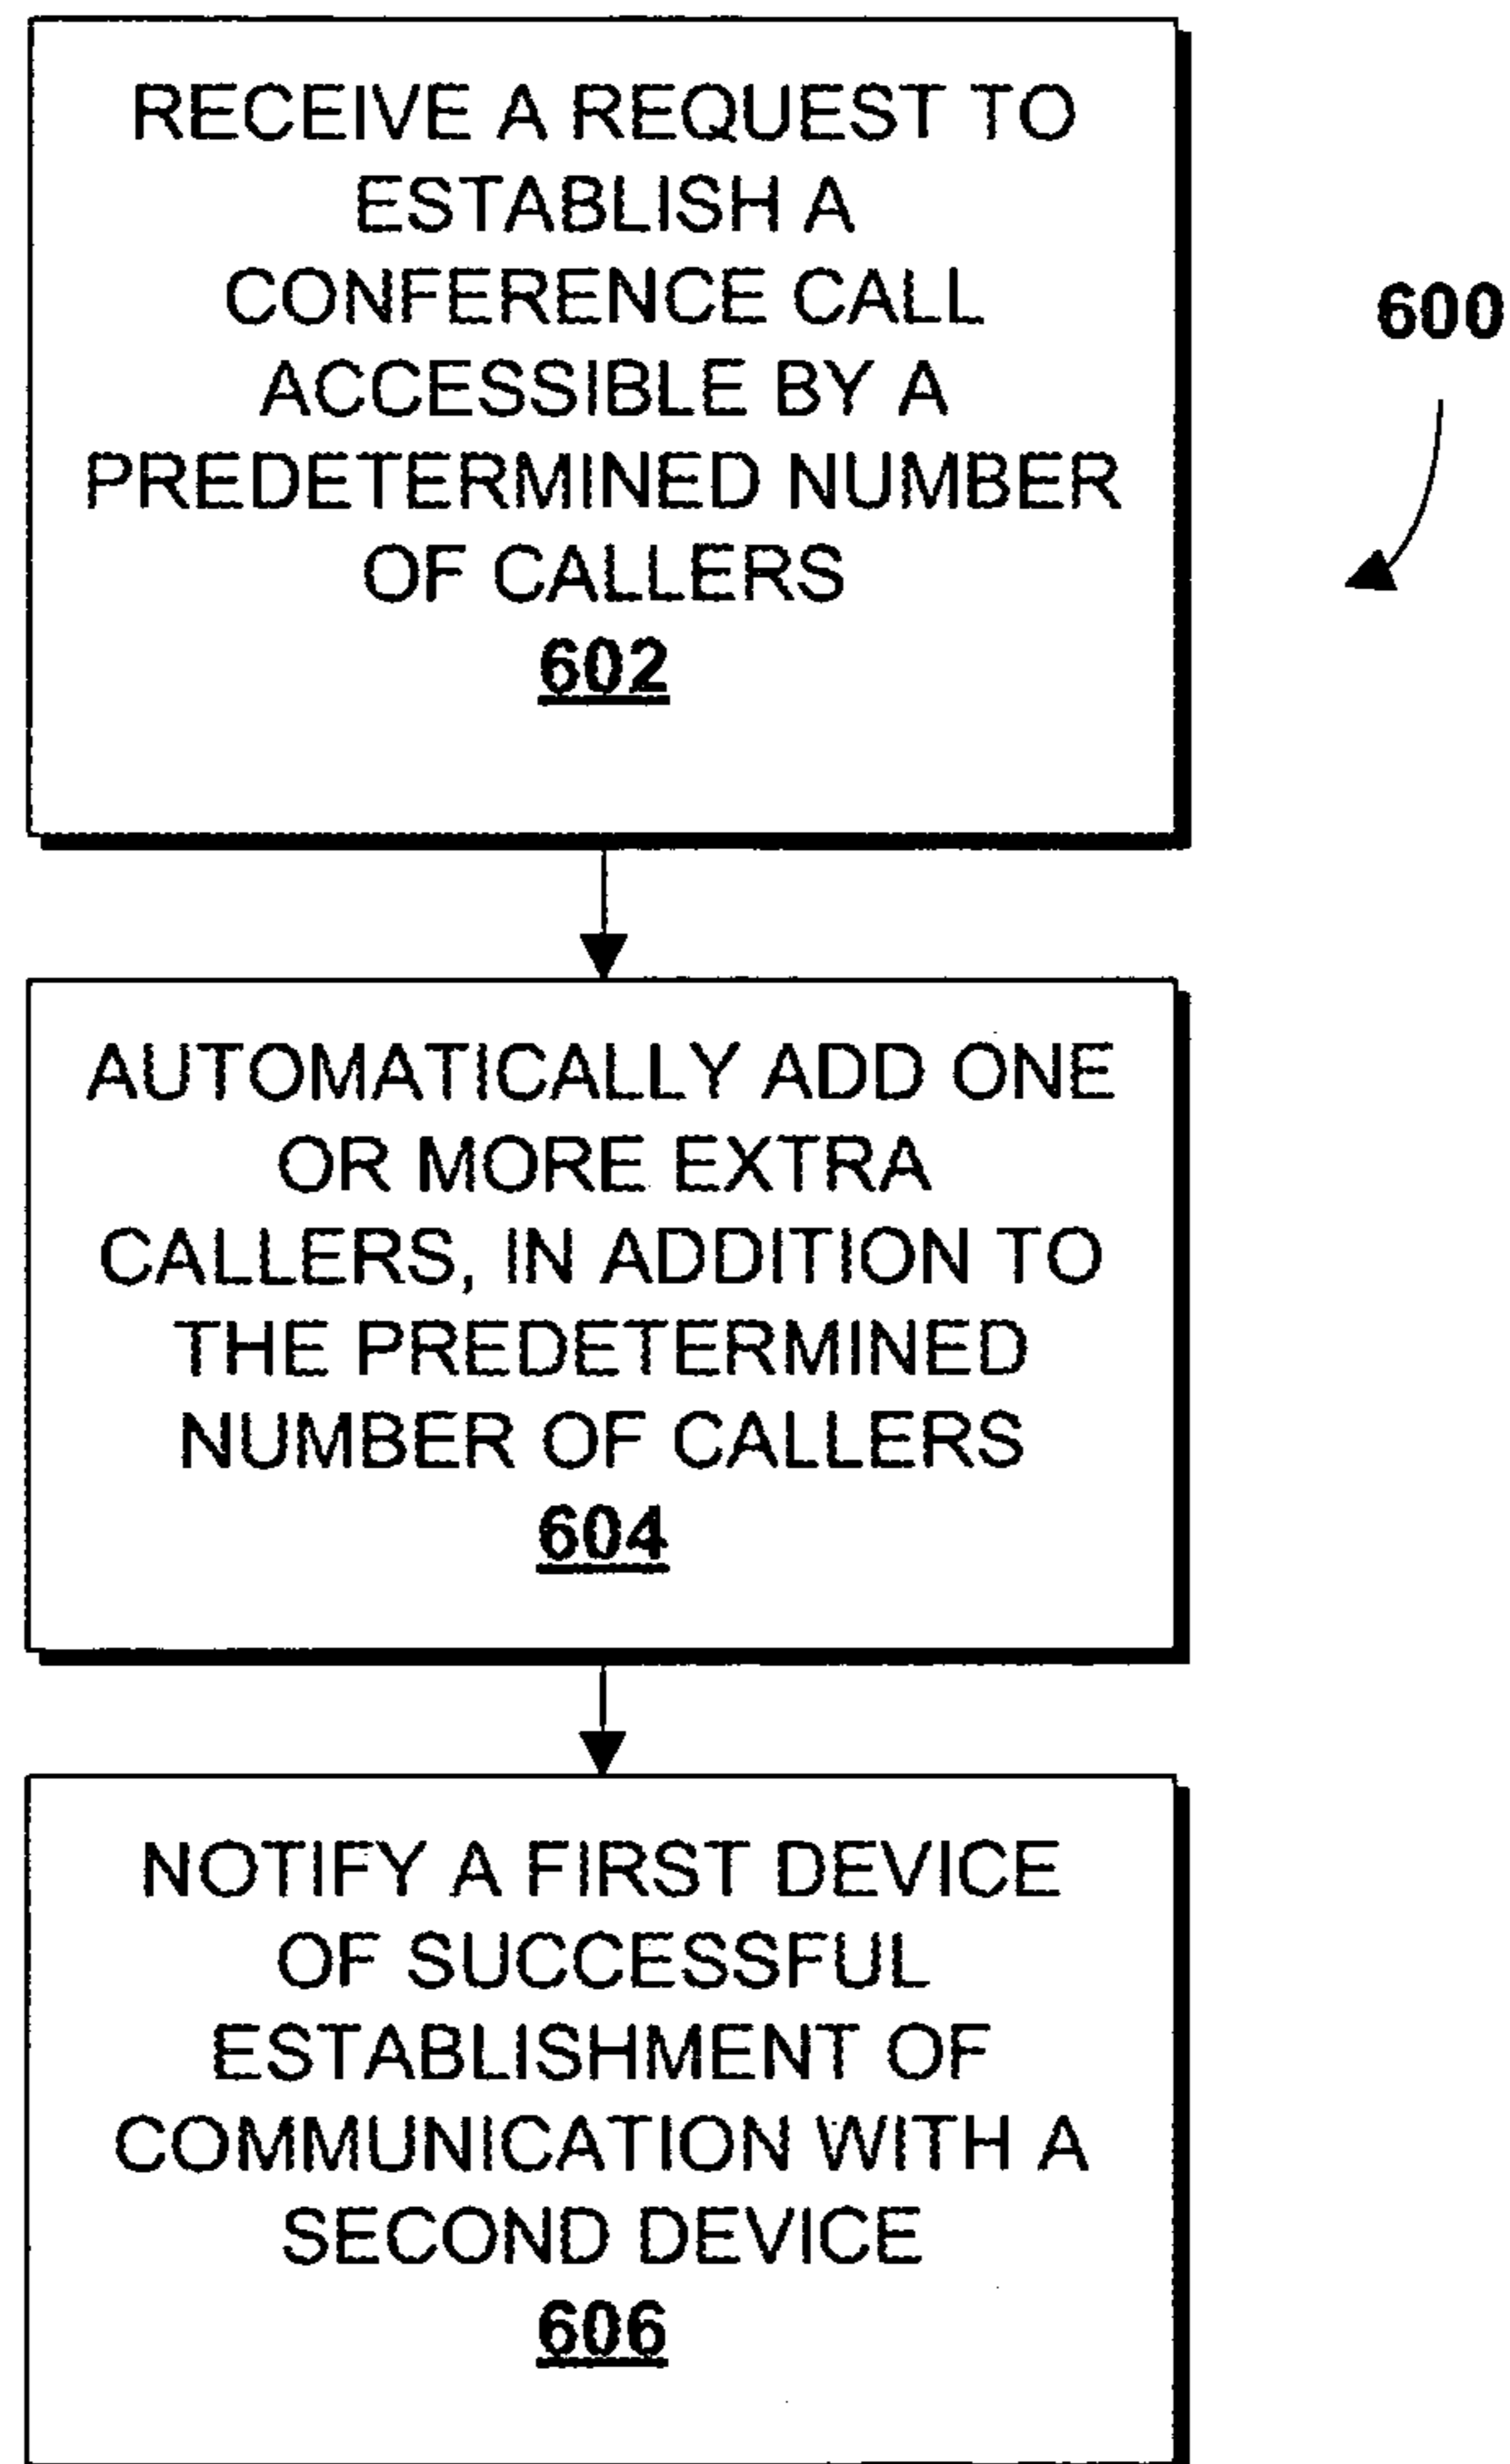 RECEIVE A REQUEST TO
ESTABLISH A
CONFERENCE CALL
ACCESSIBLE BY A
PREDETERMINED NUMBER
OF CALLERS
602
600
AUTOMATICALLY ADD ONE
OR MORE EXTRA
CALLERS, IN ADDITION TO
THE PREDETERMINED
NUMBER OF CALLERS
604
NOTIFY A FIRST DEVICE
OF SUCCESSFUL
ESTABLISHMENT OF
COMMUNICATION WITH A
SECOND DEVICE
606